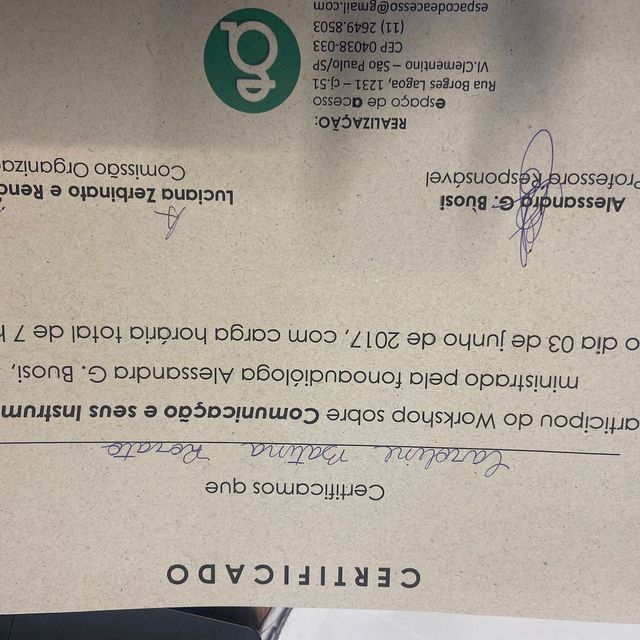 CERTIFICADO
Certificamos que
Caroline Batina Renato
articipou do Workshop sobre Comunicação e seus Instrum
ministrado pela fonoaudióloga Alessandra G. Buosi,
o dia 03 de junho de 2017, com carga horária total de 7 h
Alessandra G. Buosi
Professora Responsável
Luciana Zerbinato e Rena
Comissão Organiza
REALIZAÇÃO:
espaço de acesso
Rua Borges Lagoa, 1231 – cj.51
Vl.Clementino – São Paulo/SP
CEP 04038-033
(11) 2649.8503
espacodeacesso@gmail.com